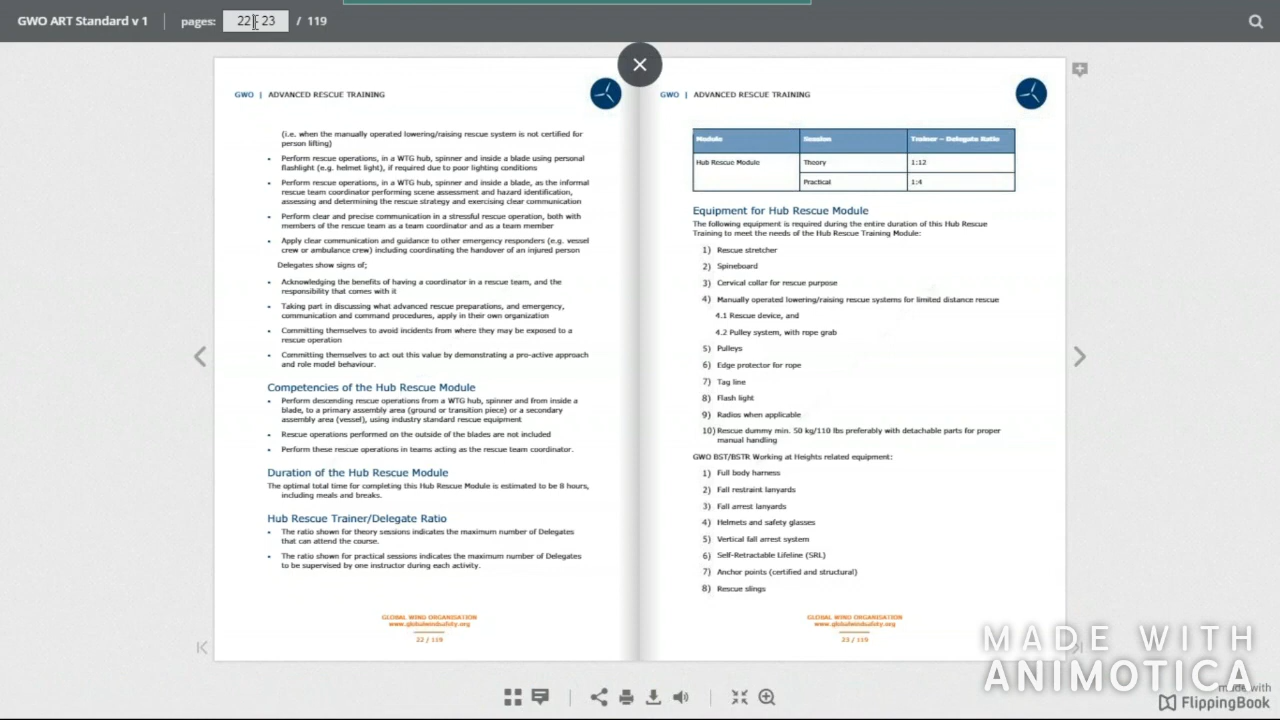 GWO ART Standard v 1
pages:
22 23
/ 119
GWO | ADVANCED RESCUE TRAINING
(i.e. when the manually operated lowering/raising rescue system is not certified for
person lifting)
• Perform rescue operations, in a WTG hub, spinner and inside a blade using personal
flashlight (e.g. helmet light), if required due to poor lighting conditions
• Perform rescue operations, in a WTG hub, spinner and inside a blade, as the informal
rescue team coordinator performing scene assessment and hazard identification,
assessing and determining the rescue strategy and exercising clear communication
• Perform clear and precise communication in a stressful rescue operation, both with
members of the rescue team as a team coordinator and as a team member
• Apply clear communication and guidance to other emergency responders (e.g. vessel
crew or ambulance crew) including coordinating the handover of an injured person
Delegates show signs of;
• Acknowledging the benefits of having a coordinator in a rescue team, and the
responsibility that comes with it
• Taking part in discussing what advanced rescue preparations, and emergency,
communication and command procedures, apply in their own organization
• Committing themselves to avoid incidents from where they may be exposed to a
rescue operation
• Committing themselves to act out this value by demonstrating a pro-active approach
and role model behaviour.
Competencies of the Hub Rescue Module
• Perform descending rescue operations from a WTG hub, spinner and from inside a
blade, to a primary assembly area (ground or transition piece) or a secondary
assembly area (vessel), using industry standard rescue equipment
• Rescue operations performed on the outside of the blades are not included
• Perform these rescue operations in teams acting as the rescue team coordinator.
Duration of the Hub Rescue Module
The optimal total time for completing this Hub Rescue Module is estimated to be 8 hours,
including meals and breaks.
Hub Rescue Trainer/Delegate Ratio
• The ratio shown for theory sessions indicates the maximum number of Delegates
that can attend the course.
• The ratio shown for practical sessions indicates the maximum number of Delegates
to be supervised by one instructor during each activity.
GLOBAL WIND ORGANISATION
www.globalwindsafety.org
22 / 119
GWO | ADVANCED RESCUE TRAINING
Module Session Trainer – Delegate Ratio
Hub Rescue Module Theory 1:12
Practical 1:4
Equipment for Hub Rescue Module
The following equipment is required during the entire duration of this Hub Rescue
Training to meet the needs of the Hub Rescue Training Module:
1) Rescue stretcher
2) Spineboard
3) Cervical collar for rescue purpose
4) Manually operated lowering/raising rescue systems for limited distance rescue
4.1 Rescue device, and
4.2 Pulley system, with rope grab
5) Pulleys
6) Edge protector for rope
7) Tag line
8) Flash light
9) Radios when applicable
10) Rescue dummy min. 50 kg/110 lbs preferably with detachable parts for proper
manual handling
GWO BST/BSTR Working at Heights related equipment:
1) Full body harness
2) Fall restraint lanyards
3) Fall arrest lanyards
4) Helmets and safety glasses
5) Vertical fall arrest system
6) Self-Retractable Lifeline (SRL)
7) Anchor points (certified and structural)
8) Rescue slings
GLOBAL WIND ORGANISATION
www.globalwindsafety.org
23 / 119
MADE WITH
ANIMOTICA
made with
FlippingBook